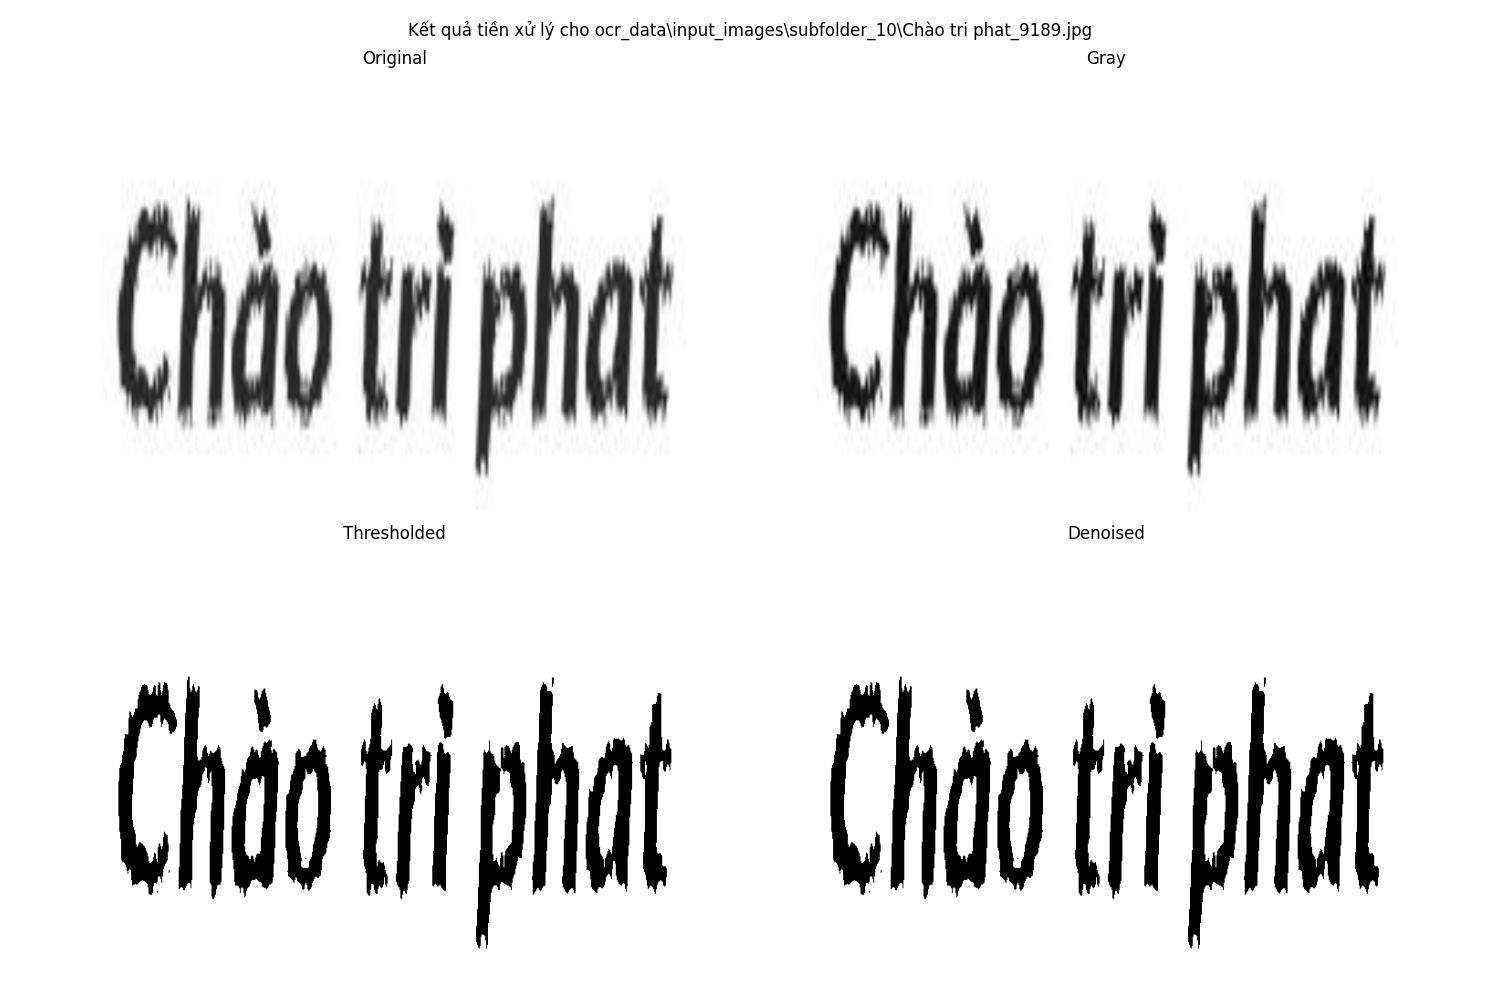 Kết quả tiền xử lý cho ocr_data\input_images\subfolder_10\Chào tri phat_9189.jpg
Original
Gray
Chào tri phat
Chào tri phat
Thresholded
Denoised
Chào tri phat
Chào tri phat